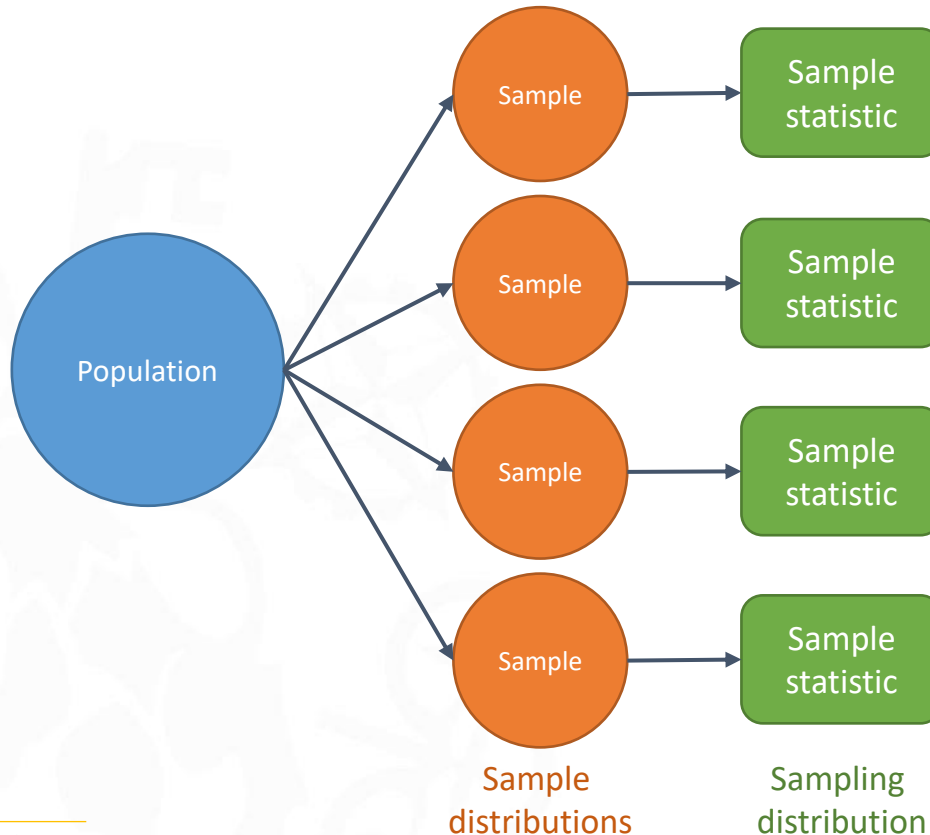 Sample
Sample
statistic
Sample
Sample
statistic
Population
Sample
Sample
statistic
Sample
Sample
statistic
Sample
distributions
Sampling
distribution